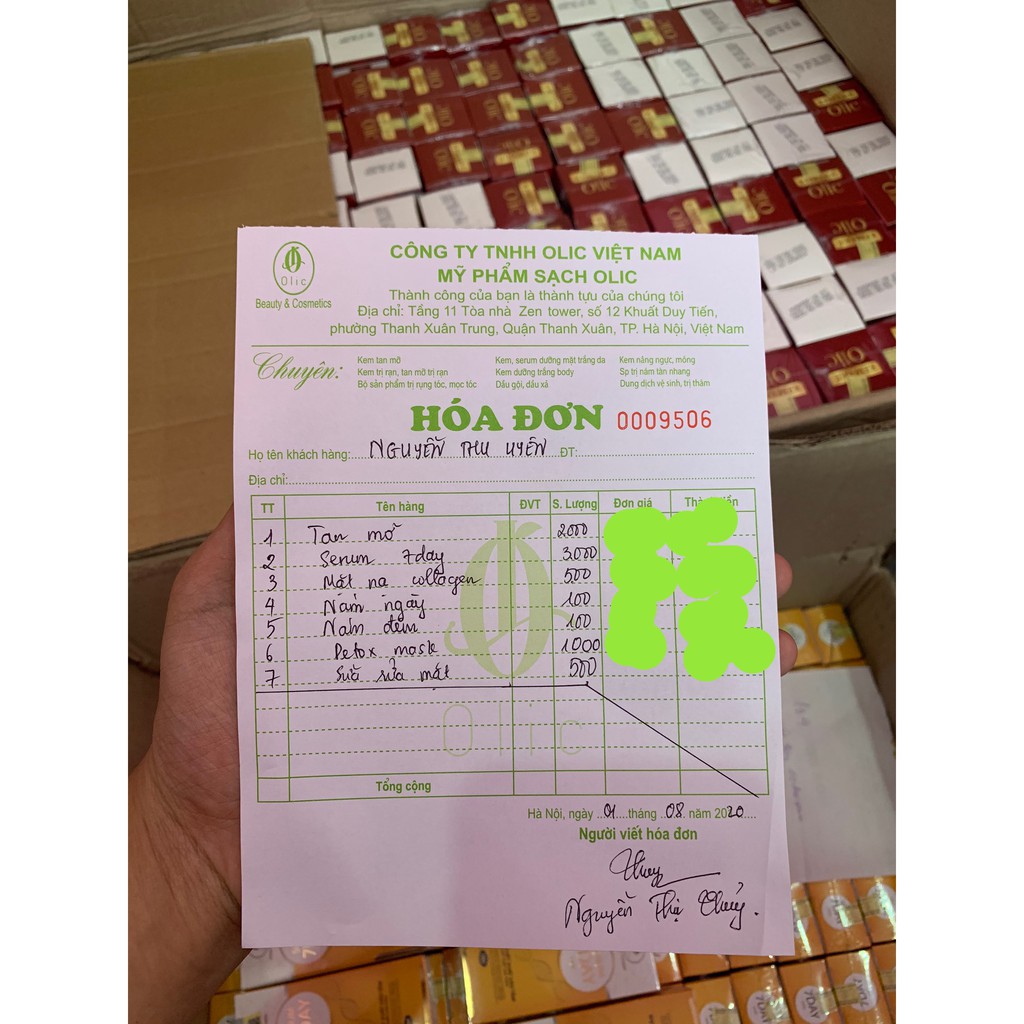 Olic
Beauty & Cosmetics
CÔNG TY TNHH OLIC VIỆT NAM
MỸ PHẨM SẠCH OLIC
Thành công của bạn là thành tựu của chúng tôi
Địa chỉ: Tầng 11 Tòa nhà Zen tower, số 12 Khuất Duy Tiến,
phường Thanh Xuân Trung, Quận Thanh Xuân, TP. Hà Nội, Việt Nam
Chuyên:
Kem tan mỡ Kem, serum dưỡng mặt trắng da Kem nâng ngực, mông
Kem trị rạn, tan mỡ trị rạn Kem dưỡng trắng body Sp trị nám tàn nhang
Bộ sản phẩm trị rụng tóc, mọc tóc Dầu gội, dầu xả Dung dịch vệ sinh, trị thâm
HÓA ĐƠN 0009506
Họ tên khách hàng: NGUYỄN THU UYÊN ĐT:
Địa chỉ:
TT Tên hàng ĐVT S. Lượng Đơn giá
1 Tan mỡ 2000
2 Serum 7day 3000
3 Mặt nạ collagen 500
4 Nám ngày 100
5 Nám đêm 100
6 Detox mask 1000
7 Sữa rửa mặt 500
Olic
Tổng cộng
Hà Nội, ngày 01 tháng 08 năm 2020
Người viết hóa đơn
Nguyễn Thị Thúy.